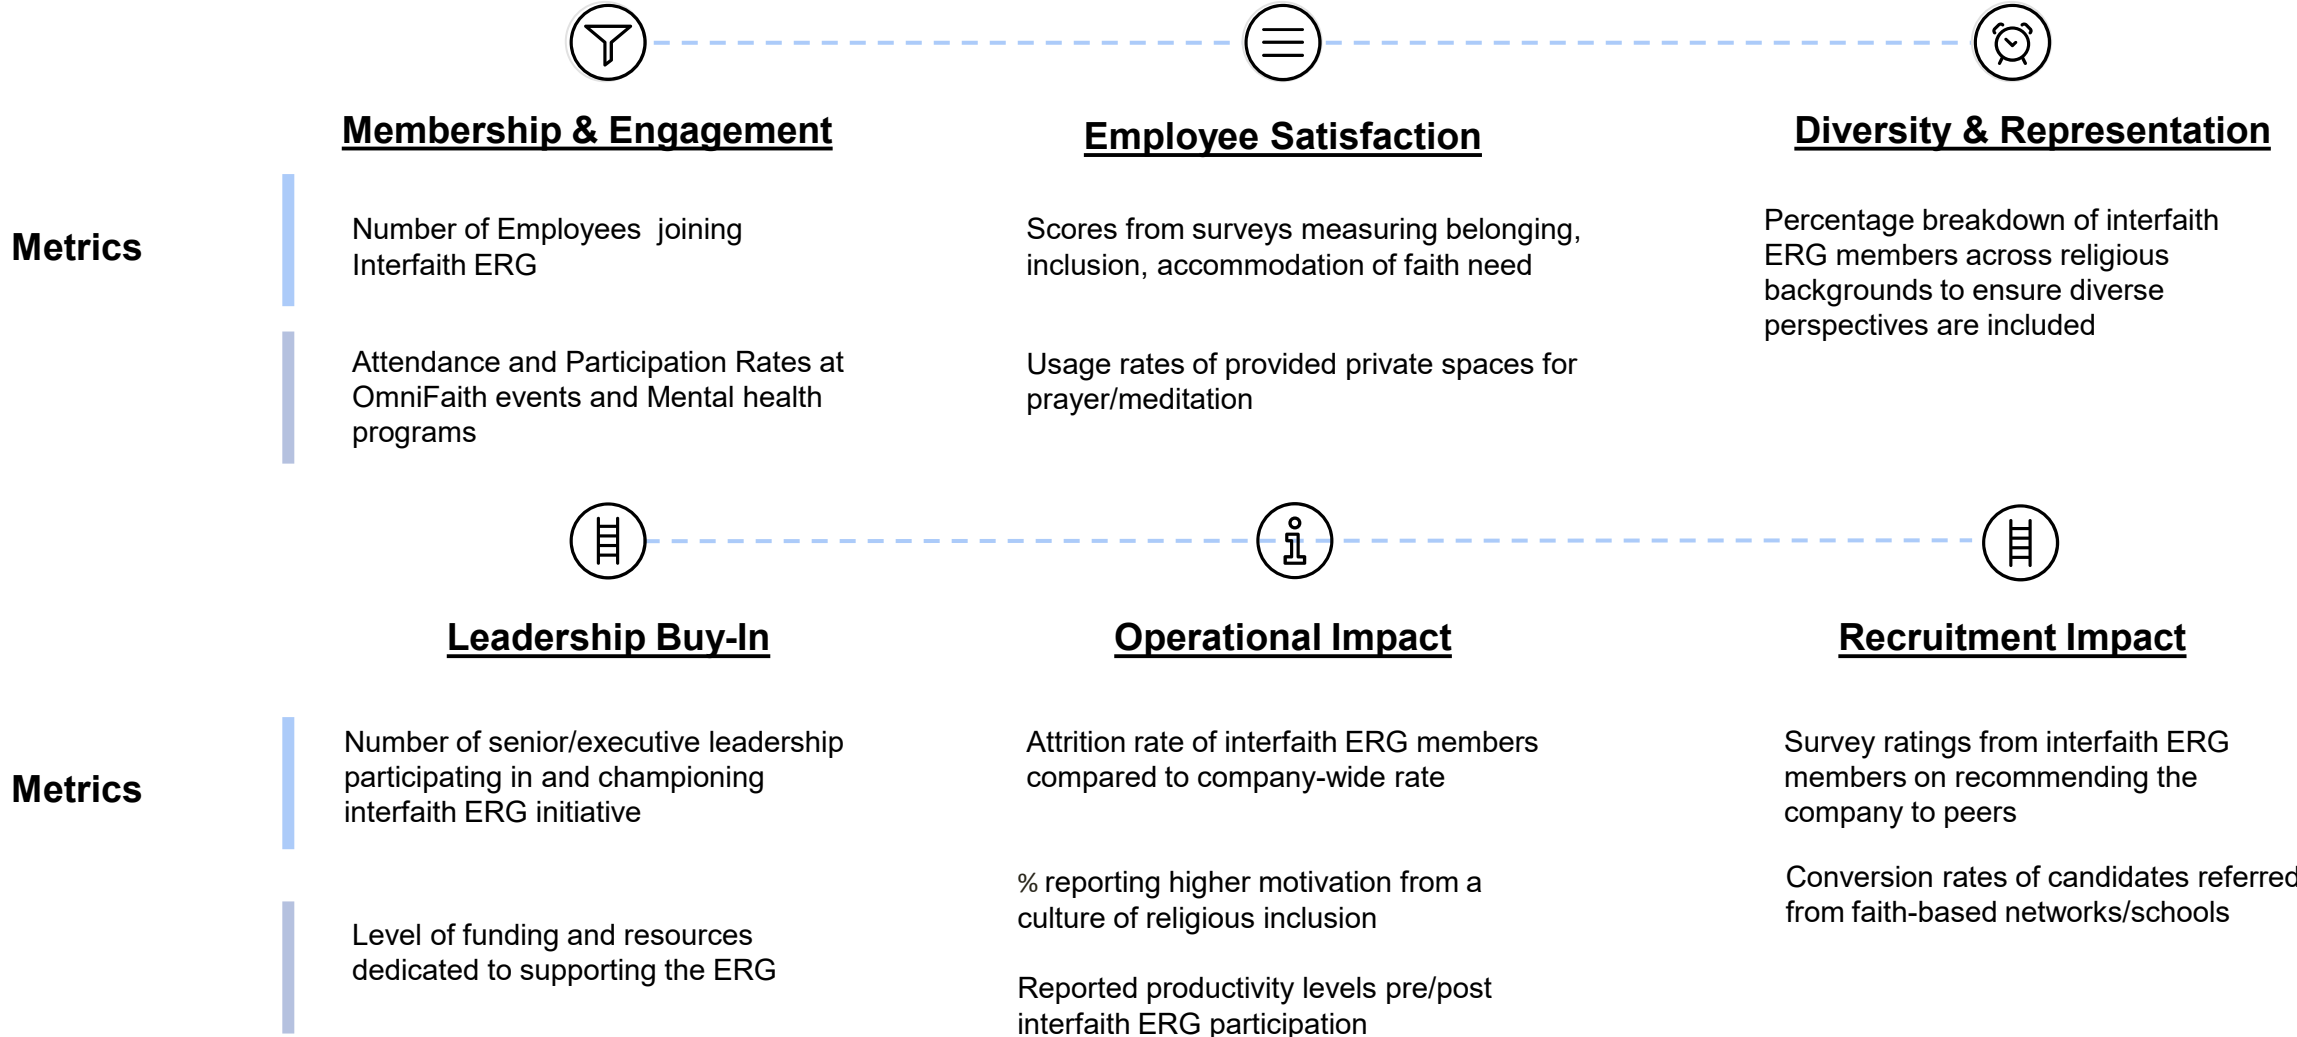 Membership & Engagement
Employee Satisfaction
Diversity & Representation
Metrics
Number of Employees  joining
Interfaith ERG
Scores from surveys measuring belonging,
inclusion, accommodation of faith need
Percentage breakdown of interfaith
ERG members across religious
backgrounds to ensure diverse
perspectives are included
Attendance and Participation Rates at
OmniFaith events and Mental health
programs
Usage rates of provided private spaces for
prayer/meditation
Leadership Buy-In
Operational Impact
Recruitment Impact
Metrics
Number of senior/executive leadership
participating in and championing
interfaith ERG initiative
Attrition rate of interfaith ERG members
compared to company-wide rate
Survey ratings from interfaith ERG
members on recommending the
company to peers
Level of funding and resources
dedicated to supporting the ERG
% reporting higher motivation from a
culture of religious inclusion
Reported productivity levels pre/post
interfaith ERG participation
Conversion rates of candidates referred
from faith-based networks/schools